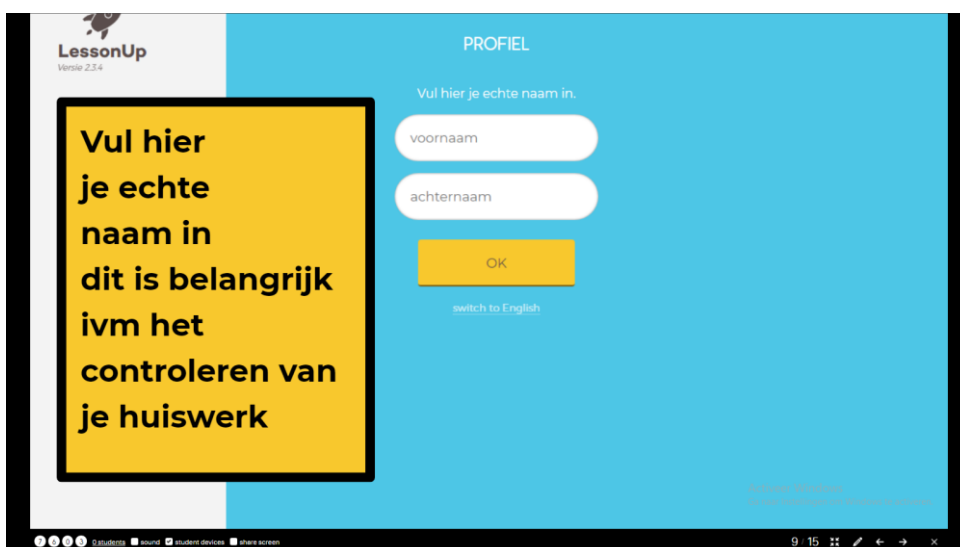 LessonUp
Versie 2.3.4
PROFIEL
Vul hier je echte naam in.
voornaam
achternaam
OK
switch to English
Vul hier
je echte
naam in
dit is belangrijk
ivm het
controleren van
je huiswerk
0 students sound student devices share screen
9 / 15